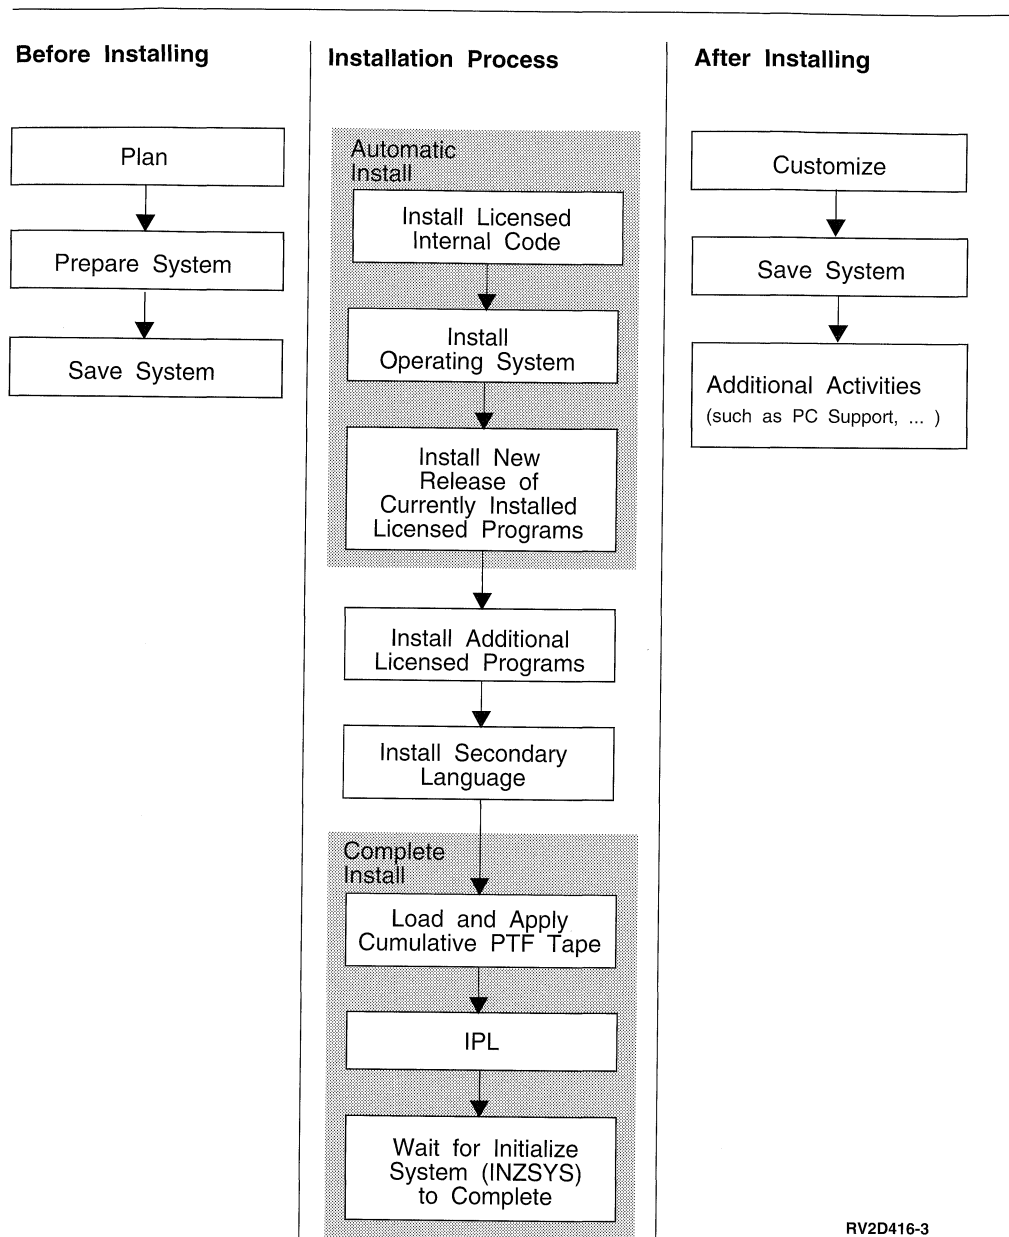 Before Installing
Plan
Prepare System
Save System
Installation Process
Automatic
Install
Install Licensed
Internal Code
Install
Operating System
Install New
Release of
Currently Installed
Licensed Programs
Install Additional
Licensed Programs
Install Secondary
Language
Complete
Install
Load and Apply
Cumulative PTF Tape
IPL
Wait for Initialize
System (INZSYS)
to Complete
After Installing
Customize
Save System
Additional Activities
(such as PC Support, ... )
RV2D416-3